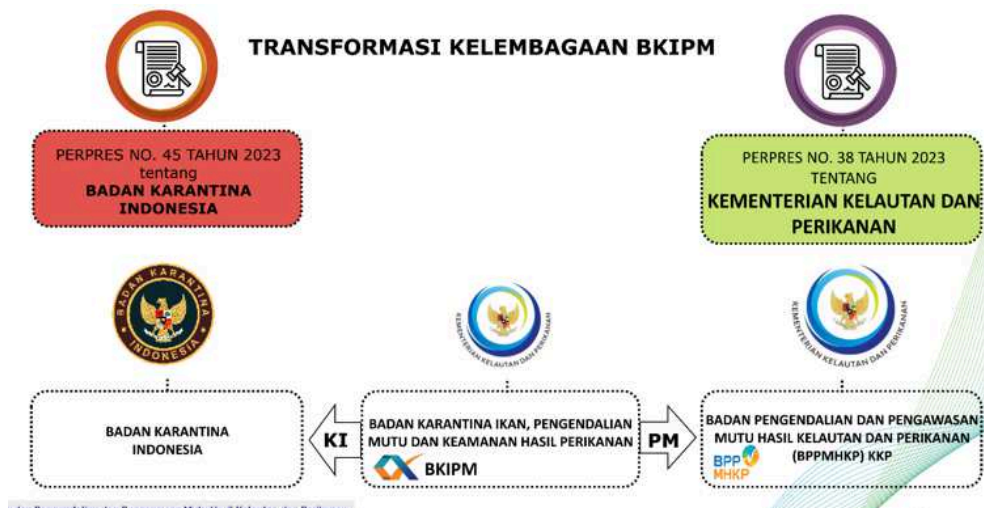 TRANSFORMASI KELEMBAGAAN BKIPM
PERPRES NO. 45 TAHUN 2023
tentang
BADAN KARANTINA
INDONESIA
PERPRES NO. 38 TAHUN 2023
TENTANG
KEMENTERIAN KELAUTAN DAN
PERIKANAN
BADAN KARANTINA
INDONESIA
KEMENTERIAN KELAUTAN DAN PERIKANAN
KEMENTERIAN KELAUTAN DAN PERIKANAN
BADAN KARANTINA
INDONESIA
KI
BADAN KARANTINA IKAN, PENGENDALIAN
MUTU DAN KEAMANAN HASIL PERIKANAN
BKIPM
PM
BADAN PENGENDALIAN DAN PENGAWASAN
MUTU HASIL KELAUTAN DAN PERIKANAN
(BPPMHKP) KKP
BPP
MHKP